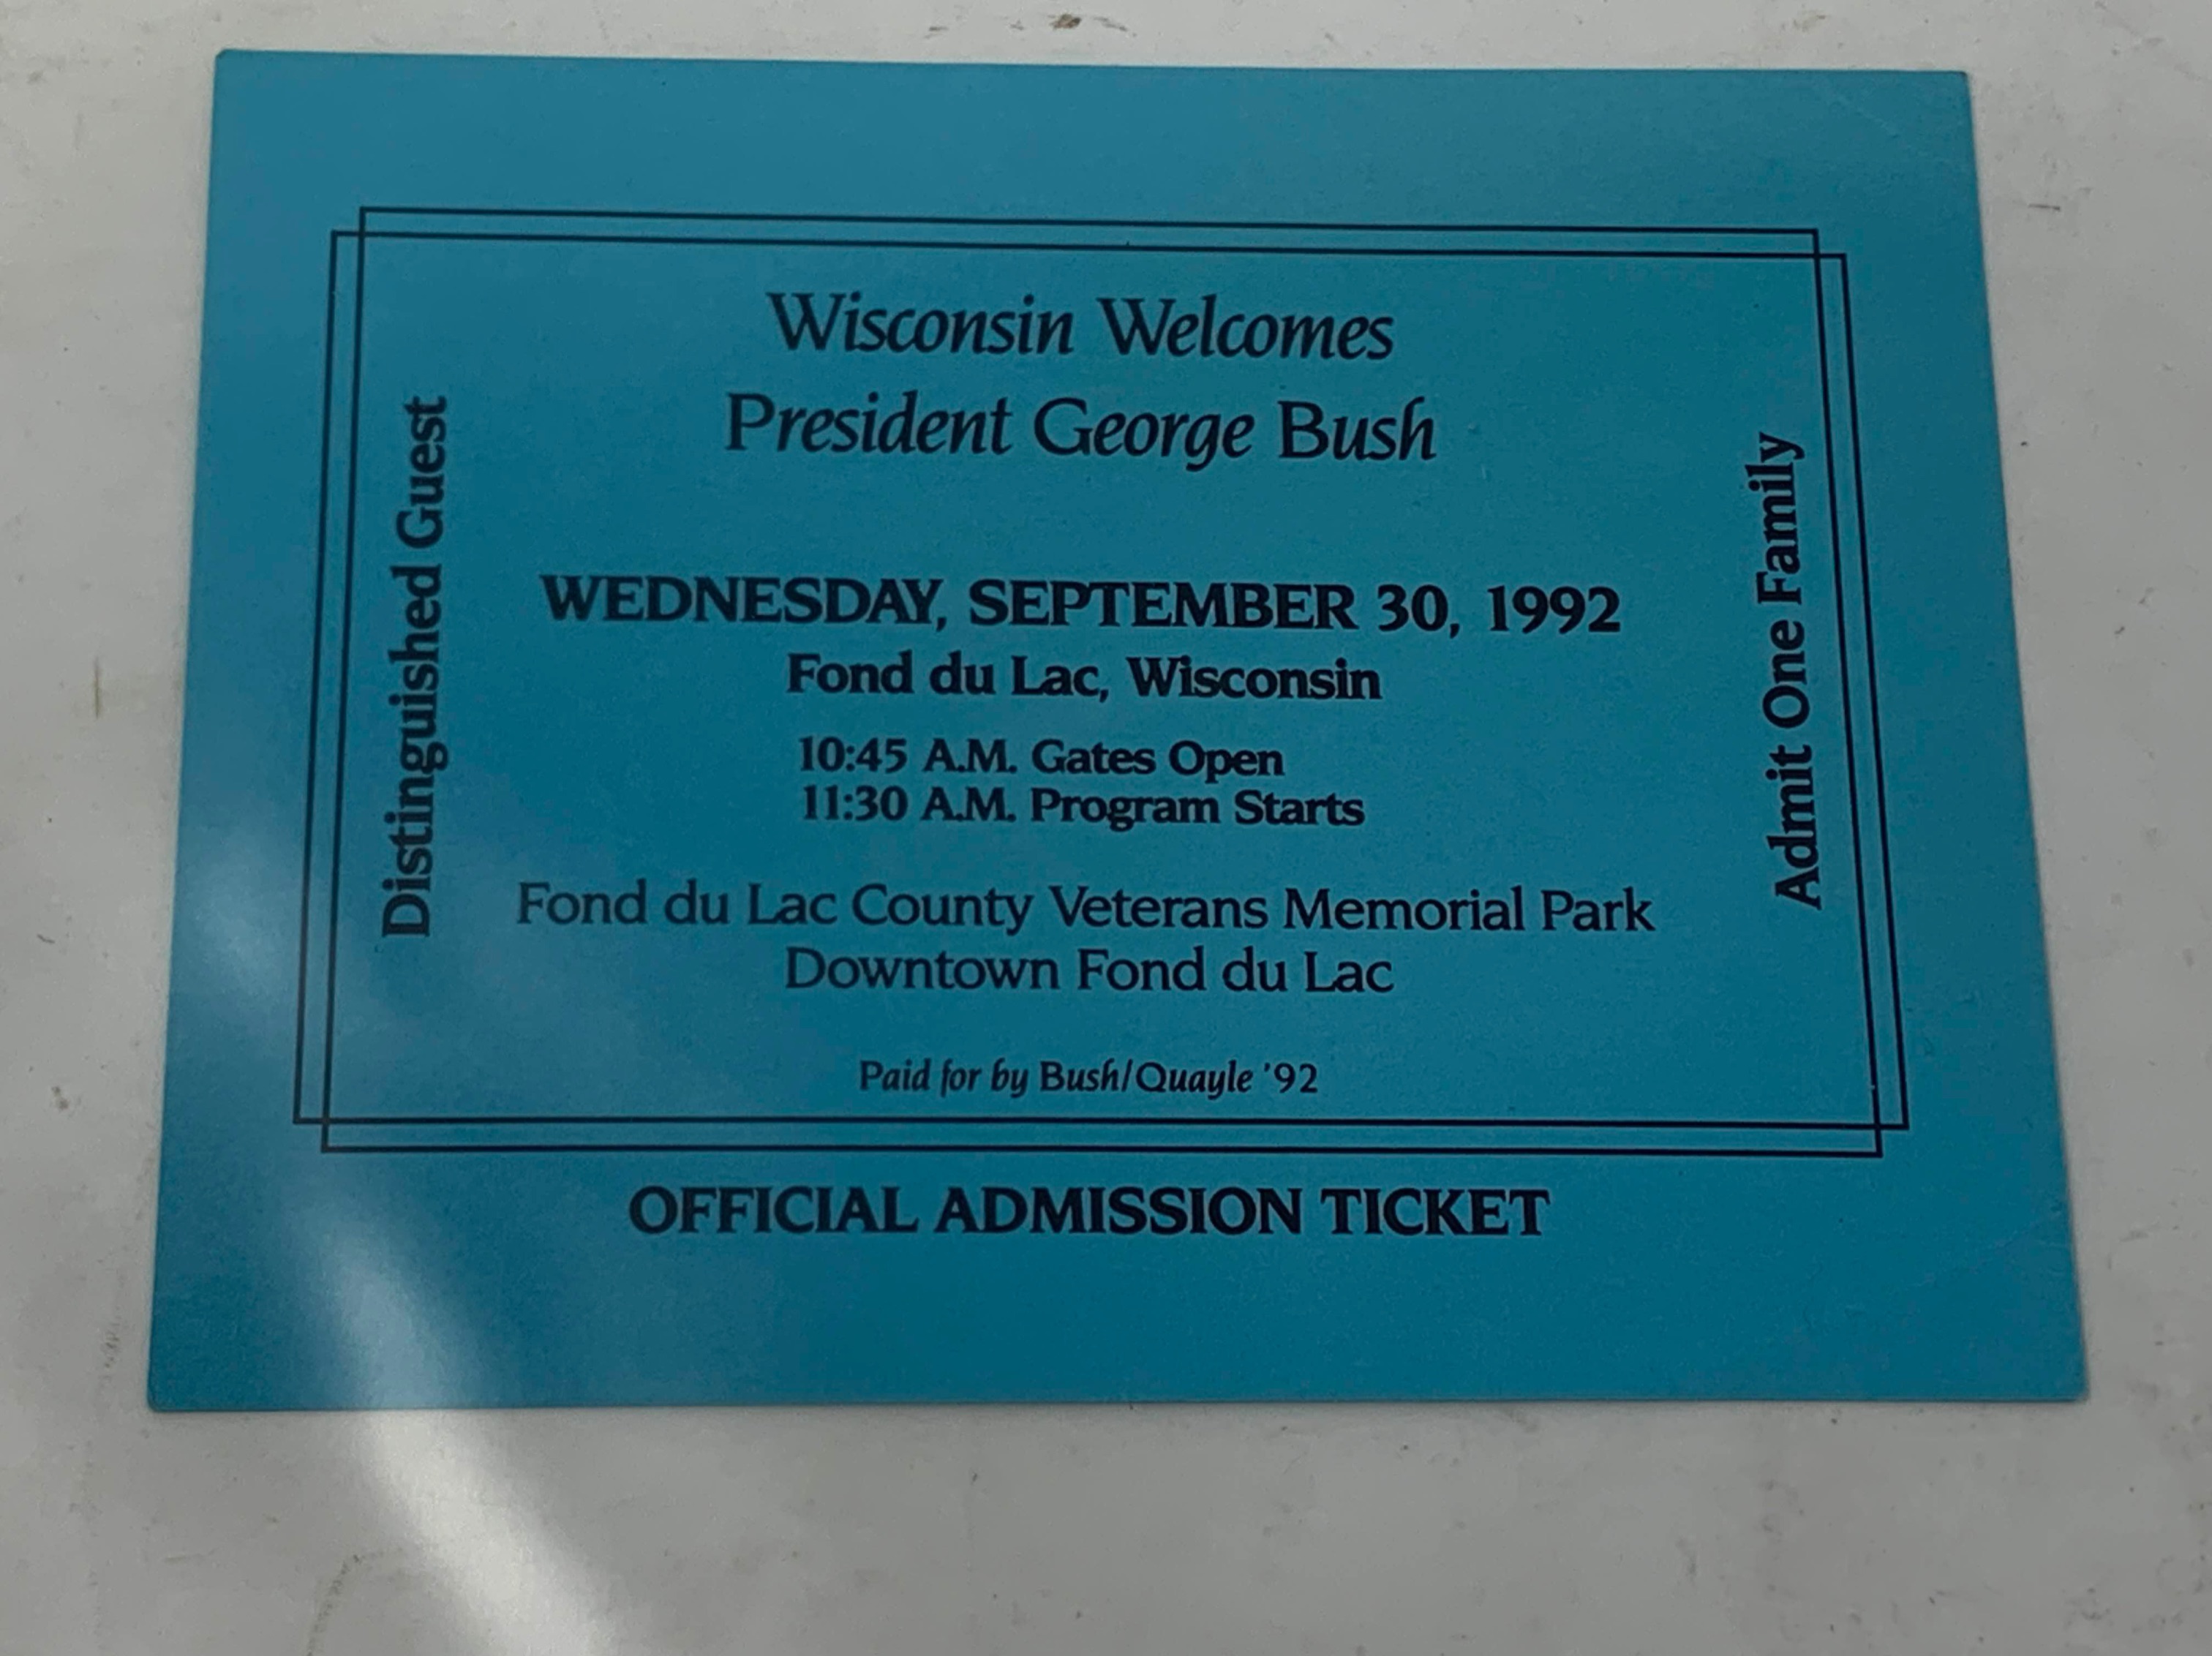 Wisconsin Welcomes
President George Bush
Distinguished Guest
WEDNESDAY, SEPTEMBER 30, 1992
Fond du Lac, Wisconsin
10:45 A.M. Gates Open
11:30 A.M. Program Starts
Admit One Family
Fond du Lac County Veterans Memorial Park
Downtown Fond du Lac
Paid for by Bush/Quayle '92
OFFICIAL ADMISSION TICKET